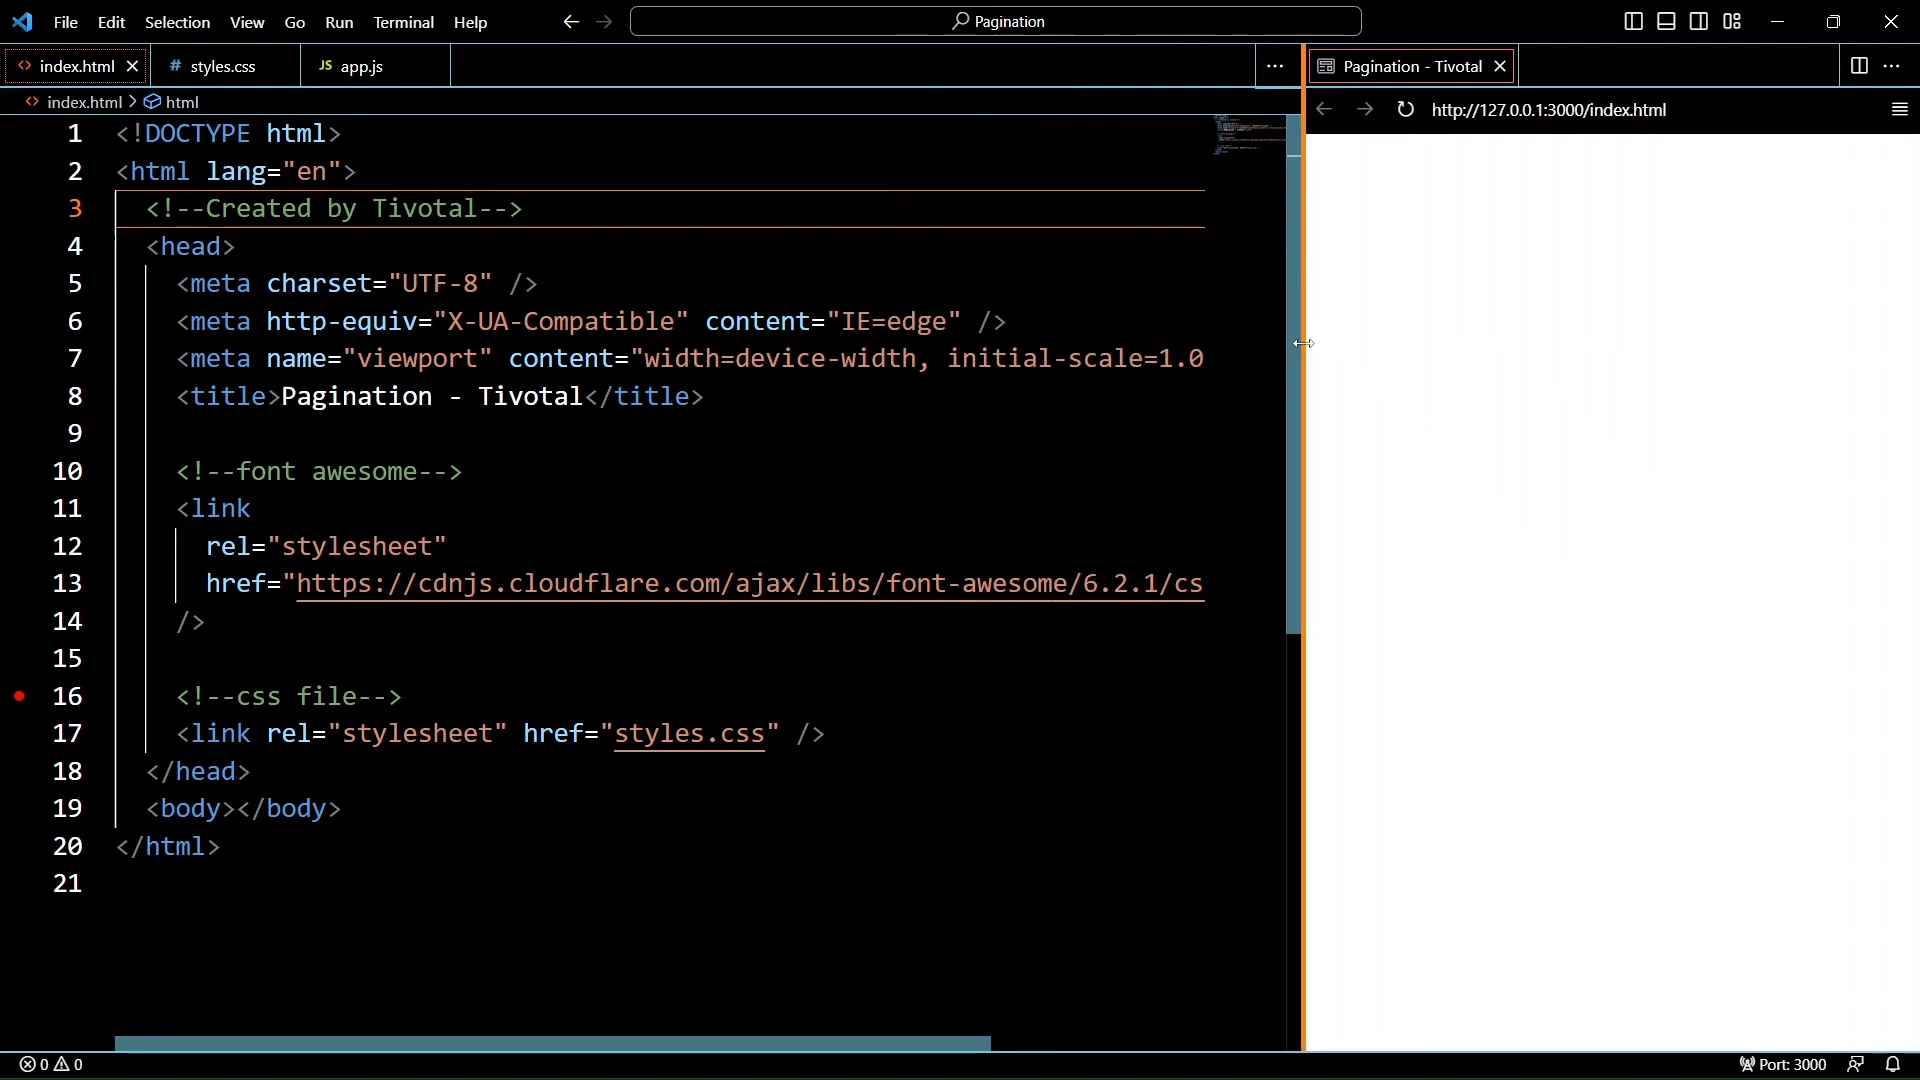 File Edit Selection View Go Run Terminal Help
Pagination
index.html
# styles.css
JS app.js
Pagination - Tivotal
index.html > html
http://127.0.0.1:3000/index.html
1 <!DOCTYPE html>
2 <html lang="en">
3 <!--Created by Tivotal-->
4 <head>
5 <meta charset="UTF-8" />
6 <meta http-equiv="X-UA-Compatible" content="IE=edge" />
7 <meta name="viewport" content="width=device-width, initial-scale=1.0
8 <title>Pagination - Tivotal</title>
9
10 <!--font awesome-->
11 <link
12 rel="stylesheet"
13 href="https://cdnjs.cloudflare.com/ajax/libs/font-awesome/6.2.1/cs
14 />
15
16 <!--css file-->
17 <link rel="stylesheet" href="styles.css" />
18 </head>
19 <body></body>
20 </html>
21
0 0
Port: 3000